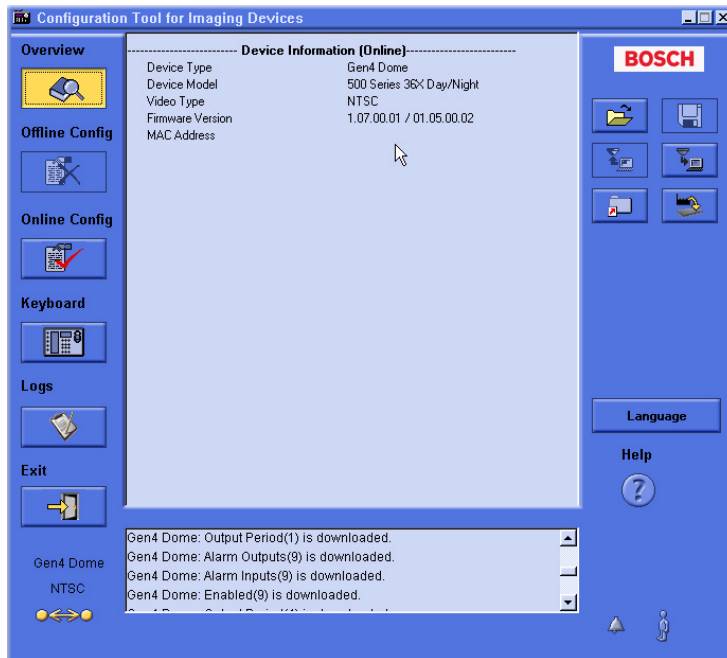 Configuration Tool for Imaging Devices
Overview
Offline Config
Online Config
Keyboard
Logs
Exit
Gen4 Dome
NTSC
-------------------------- Device Information (Online)--------------------------
Device Type Gen4 Dome
Device Model 500 Series 36X Day/Night
Video Type NTSC
Firmware Version 1.07.00.01 / 01.05.00.02
MAC Address
Gen4 Dome: Output Period(1) is downloaded.
Gen4 Dome: Alarm Outputs(9) is downloaded.
Gen4 Dome: Alarm Inputs(9) is downloaded.
Gen4 Dome: Enabled(9) is downloaded.
BOSCH
Language
Help
?